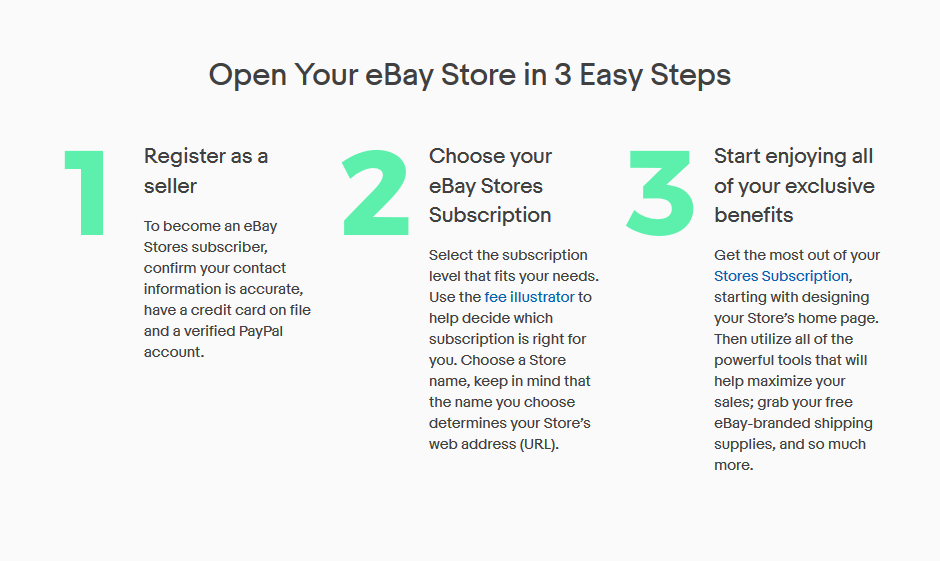 Open Your eBay Store in 3 Easy Steps
1
Register as a
seller
To become an eBay
Stores subscriber,
confirm your contact
information is accurate,
have a credit card on file
and a verified PayPal
account.
2
Choose your
eBay Stores
Subscription
Select the subscription
level that fits your needs.
Use the fee illustrator to
help decide which
subscription is right for
you. Choose a Store
name, keep in mind that
the name you choose
determines your Store’s
web address (URL).
3
Start enjoying all
of your exclusive
benefits
Get the most out of your
Stores Subscription,
starting with designing
your Store’s home page.
Then utilize all of the
powerful tools that will
help maximize your
sales; grab your free
eBay-branded shipping
supplies, and so much
more.